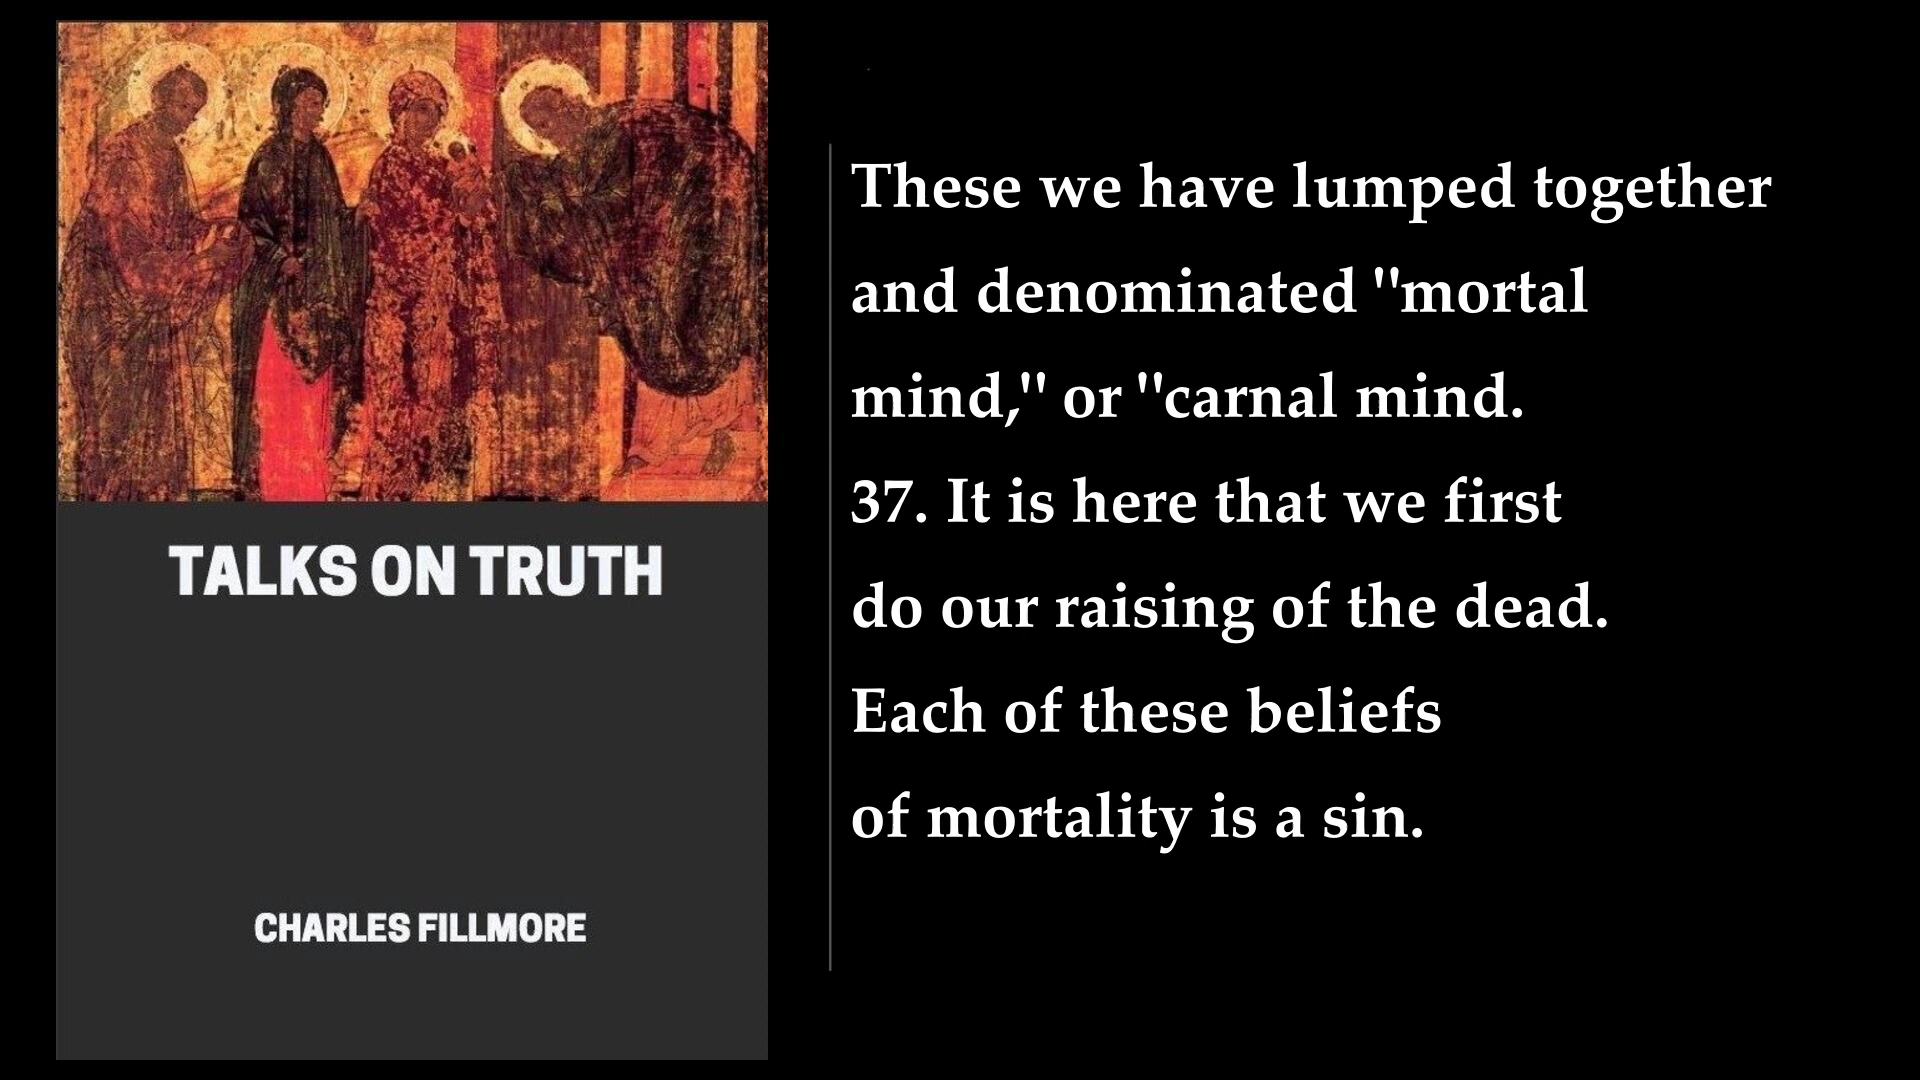 TALKS ON TRUTH
CHARLES FILLMORE
These we have lumped together
and denominated "mortal
mind," or "carnal mind.
37. It is here that we first
do our raising of the dead.
Each of these beliefs
of mortality is a sin.